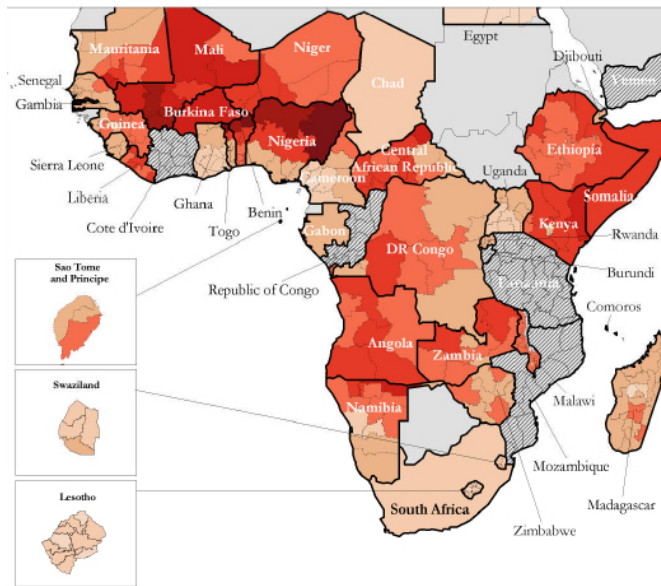 Egypt
Djibouti
Yemen
Mauritania
Mali
Niger
Chad
Senegal
Gambia
Burkina Faso
Guinea
Nigeria
Ethiopia
Central
African Republic
Cameroon
Uganda
Somalia
Sierra Leone
Liberia
Cote d'Ivoire
Ghana
Togo
Benin
Kenya
Gabon
Rwanda
DR Congo
Republic of Congo
Tanzania
Burundi
Comoros
Sao Tome
and Principe
Angola
Zambia
Malawi
Swaziland
Namibia
Mozambique
Madagascar
Lesotho
South Africa
Zimbabwe